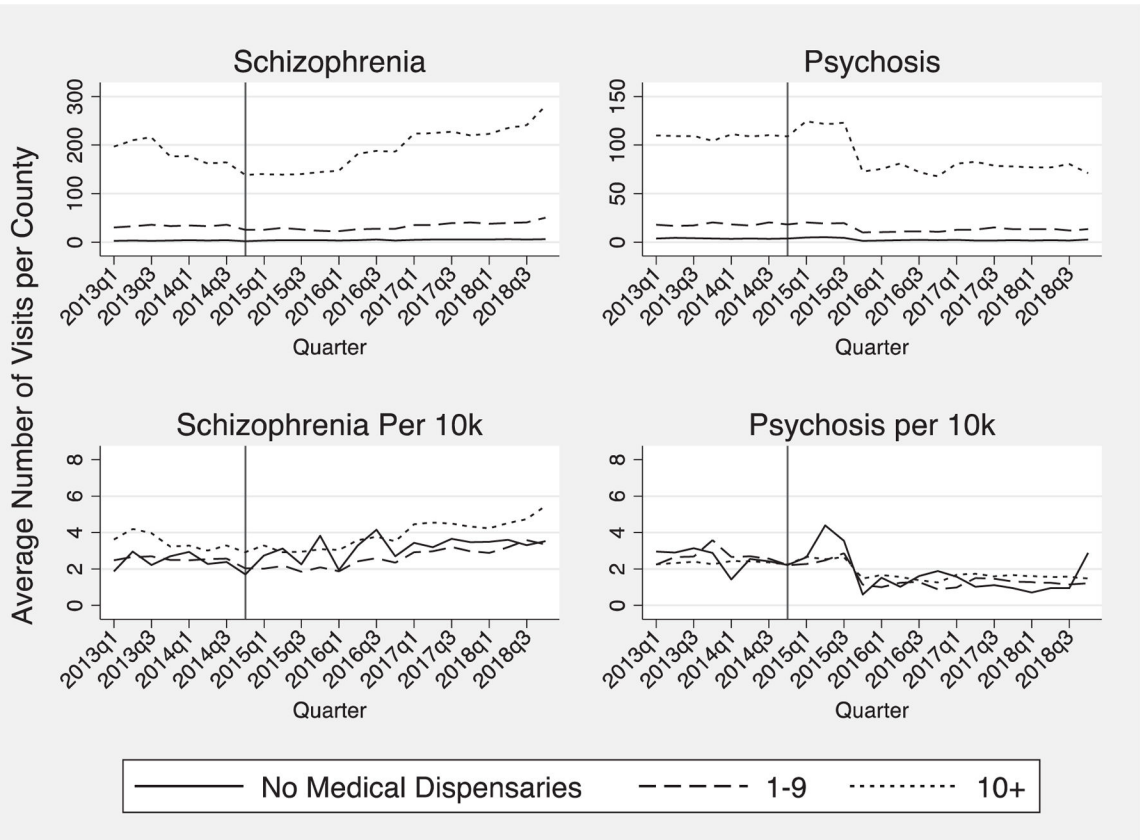 Average Number of Visits per County
Schizophrenia
300
200
100
0
2013q1
2013q3
2014q1
2014q3
2015q1
2015q3
2016q1
2016q3
2017q1
2017q3
2018q1
2018q3
Quarter
Psychosis
150
100
50
0
2013q1
2013q3
2014q1
2014q3
2015q1
2015q3
2016q1
2016q3
2017q1
2017q3
2018q1
2018q3
Quarter
Schizophrenia Per 10k
8
6
4
2
0
2013q1
2013q3
2014q1
2014q3
2015q1
2015q3
2016q1
2016q3
2017q1
2017q3
2018q1
2018q3
Quarter
Psychosis per 10k
8
6
4
2
0
2013q1
2013q3
2014q1
2014q3
2015q1
2015q3
2016q1
2016q3
2017q1
2017q3
2018q1
2018q3
Quarter
No Medical Dispensaries 1-9 10+